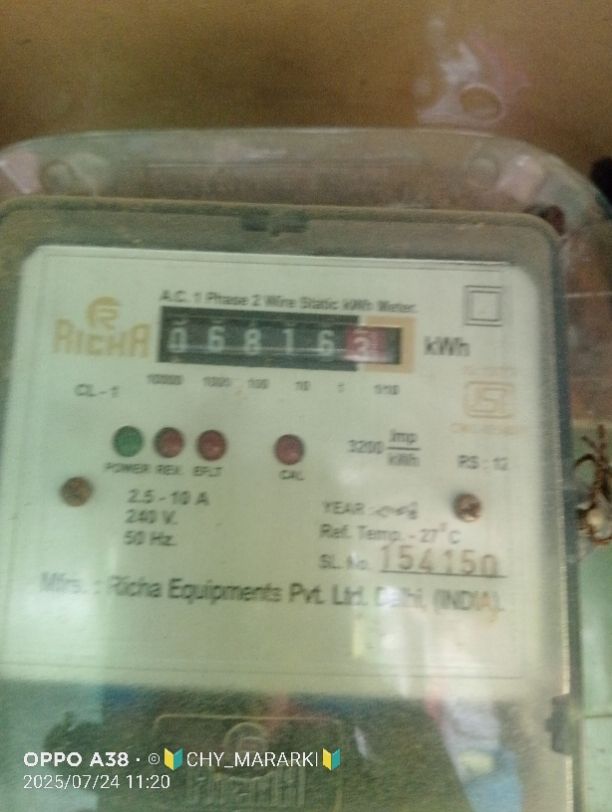 A.C. 1 Phase 2 Wire Static kWh Meter.
RICHA
0 6 8 1 6 3 kWh
10000 1000 100 10 1 1/10
CL-1
3200 Imp/kWh
POWER REV. EFLT CAL
RS : 12
2.5 - 10 A
240 V.
50 Hz.
YEAR :
Ref. Temp. - 27°C
SL. No. 154150
Mfrs. : Richa Equipments Pvt. Ltd. Delhi, (INDIA).
OPPO A38 · © 🔰CHY_MARARKI🔰
2025/07/24 11:20